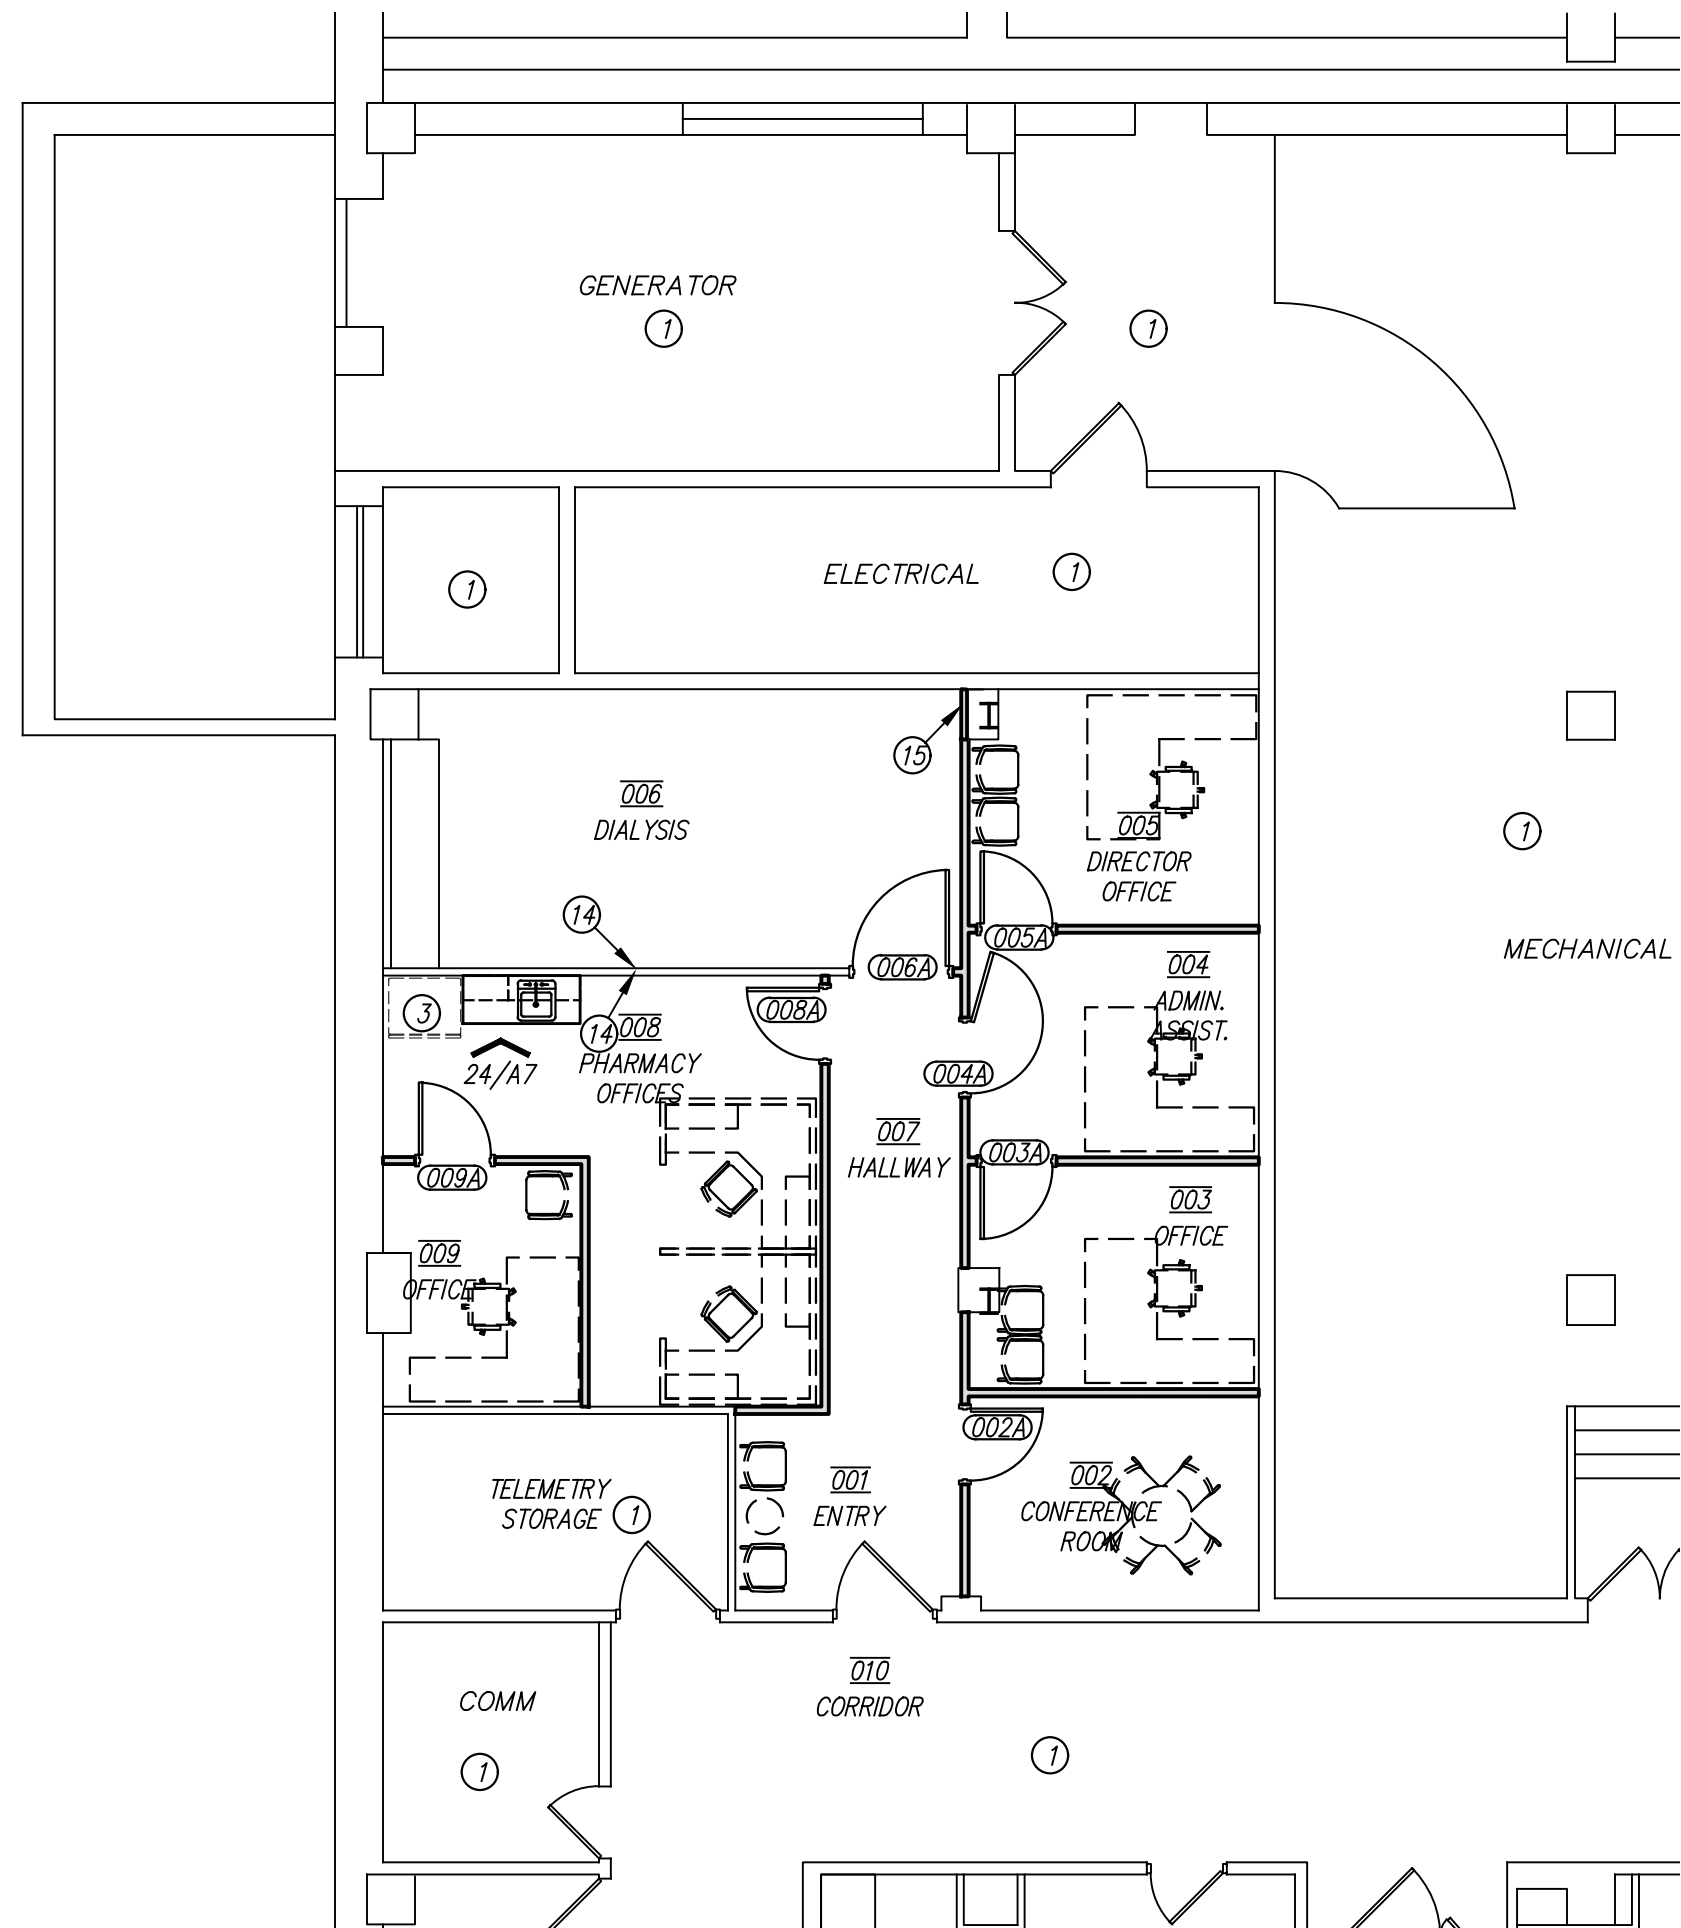 GENERATOR
1
1
ELECTRICAL
1
1
15
006
DIALYSIS
005
DIRECTOR
OFFICE
1
14
005A
006A
MECHANICAL
004
ADMIN.
ASSIST.
3
008A
14
008
PHARMACY
OFFICES
24/A7
004A
007
HALLWAY
003A
009A
003
OFFICE
009
OFFICE
002A
TELEMETRY
STORAGE
1
001
ENTRY
002
CONFERENCE
ROOM
010
CORRIDOR
COMM
1
1